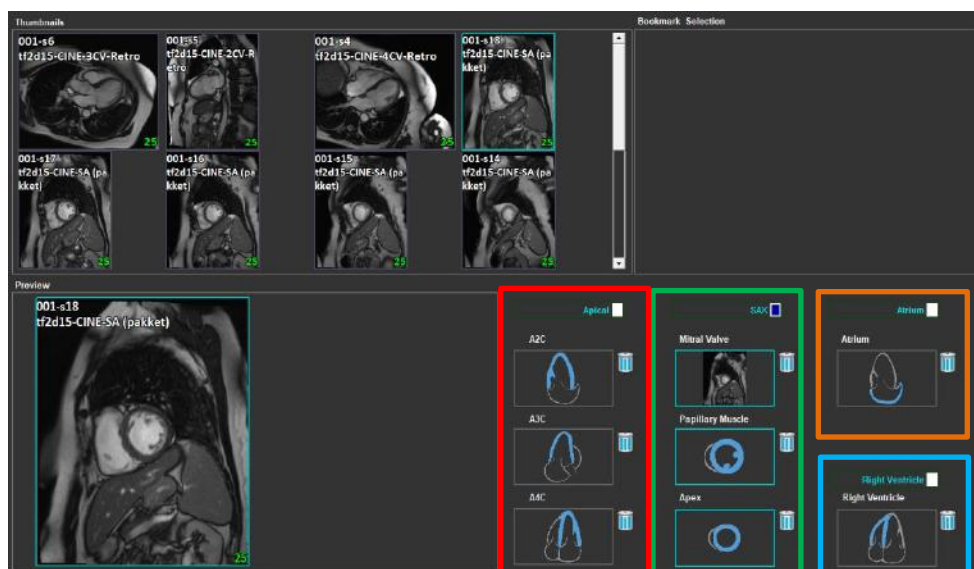 Thumbnails
Bookmark Selection
001-s6
tf2d15-CINE-3CV-Retro
25
001-s5
tf2d15-CINE-2CV-R
etro
25
001-s4
tf2d15-CINE-4CV-Retro
25
001-s18
tf2d15-CINE-SA (pa
kket)
25
001-s17
tf2d15-CINE-SA (pa
kket)
25
001-s16
tf2d15-CINE-SA (pa
kket)
25
001-s15
tf2d15-CINE-SA (pa
kket)
25
001-s14
tf2d15-CINE-SA (pa
kket)
25
Preview
001-s18
tf2d15-CINE-SA (pakket)
25
Apical
A2C
A3C
A4C
SAX
Mitral Valve
Papillary Muscle
Apex
Atrium
Atrium
Right Ventricle
Right Ventricle